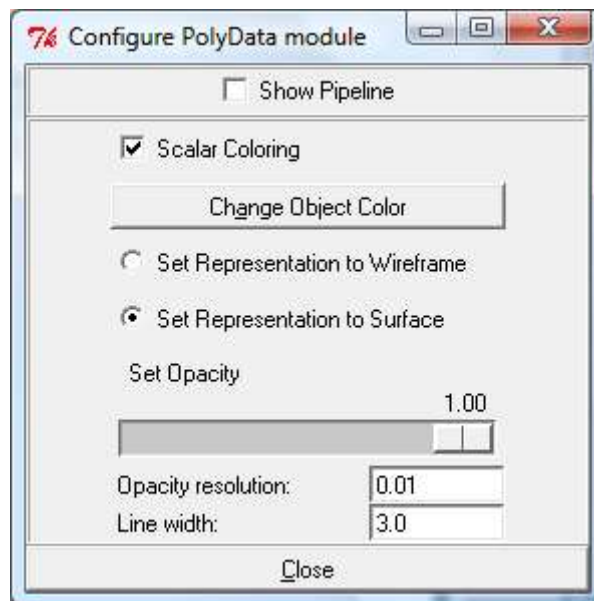 Configure PolyData module
Show Pipeline
Scalar Coloring
Change Object Color
Set Representation to Wireframe
Set Representation to Surface
Set Opacity
1.00
Opacity resolution: 0.01
Line width: 3.0
Close